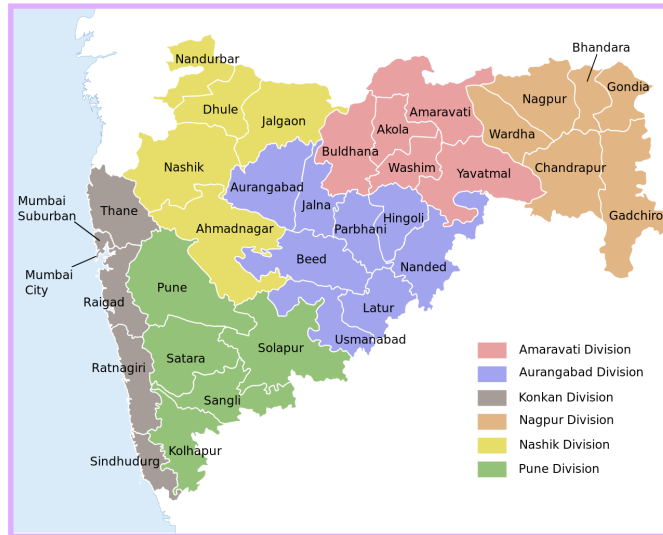 Bhandara
Nandurbar
Gondia
Nagpur
Dhule
Amaravati
Jalgaon
Akola
Wardha
Buldhana
Nashik
Washim
Chandrapur
Yavatmal
Aurangabad
Mumbai
Suburban
Thane
Jalna
Hingoli
Gadchiro
Ahmadnagar
Parbhani
Beed
Nanded
Mumbai
City
Pune
Raigad
Latur
Usmanabad
Solapur
Satara
Ratnagiri
Sangli
Kolhapur
Sindhudurg
Amaravati Division
Aurangabad Division
Konkan Division
Nagpur Division
Nashik Division
Pune Division